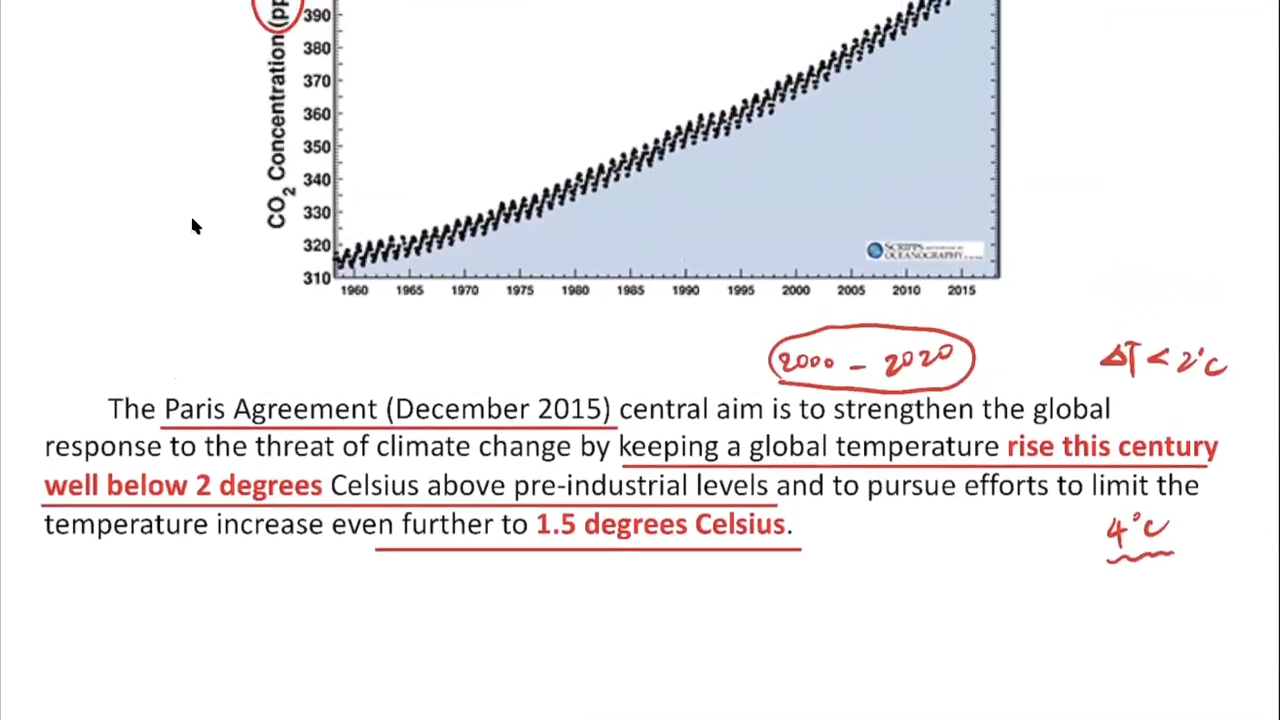 CO2 Concentration (pp
390
380
370
360
350
340
330
320
310
SCRIPPS
OCEANOGRAPHY
1960 1965 1970 1975 1980 1985 1990 1995 2000 2005 2010 2015
2000 - 2020
ΔT < 2°C
The Paris Agreement (December 2015) central aim is to strengthen the global
response to the threat of climate change by keeping a global temperature rise this century
well below 2 degrees Celsius above pre-industrial levels and to pursue efforts to limit the
temperature increase even further to 1.5 degrees Celsius.
4°C